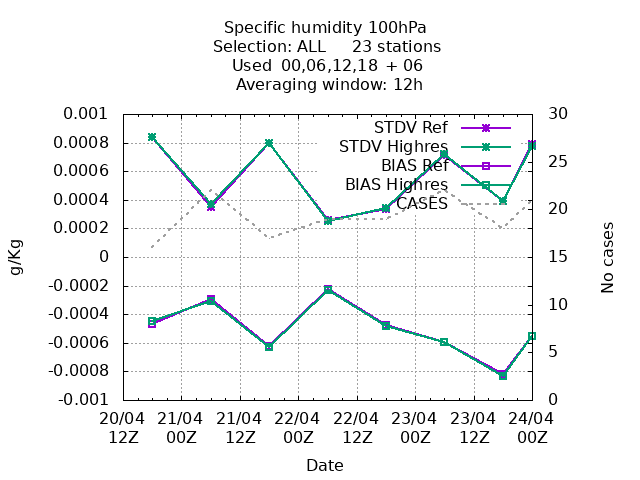 Specific humidity 100hPa
Selection: ALL 23 stations
Used 00,06,12,18 + 06
Averaging window: 12h
STDV Ref
STDV Highres
BIAS Ref
BIAS Highres
CASES
0.001
0.0008
0.0006
0.0004
0.0002
0
-0.0002
-0.0004
-0.0006
-0.0008
-0.001
g/Kg
30
25
20
15
10
5
0
No cases
20/04 21/04 21/04 22/04 22/04 23/04 23/04 24/04
12Z 00Z 12Z 00Z 12Z 00Z 12Z 00Z
Date